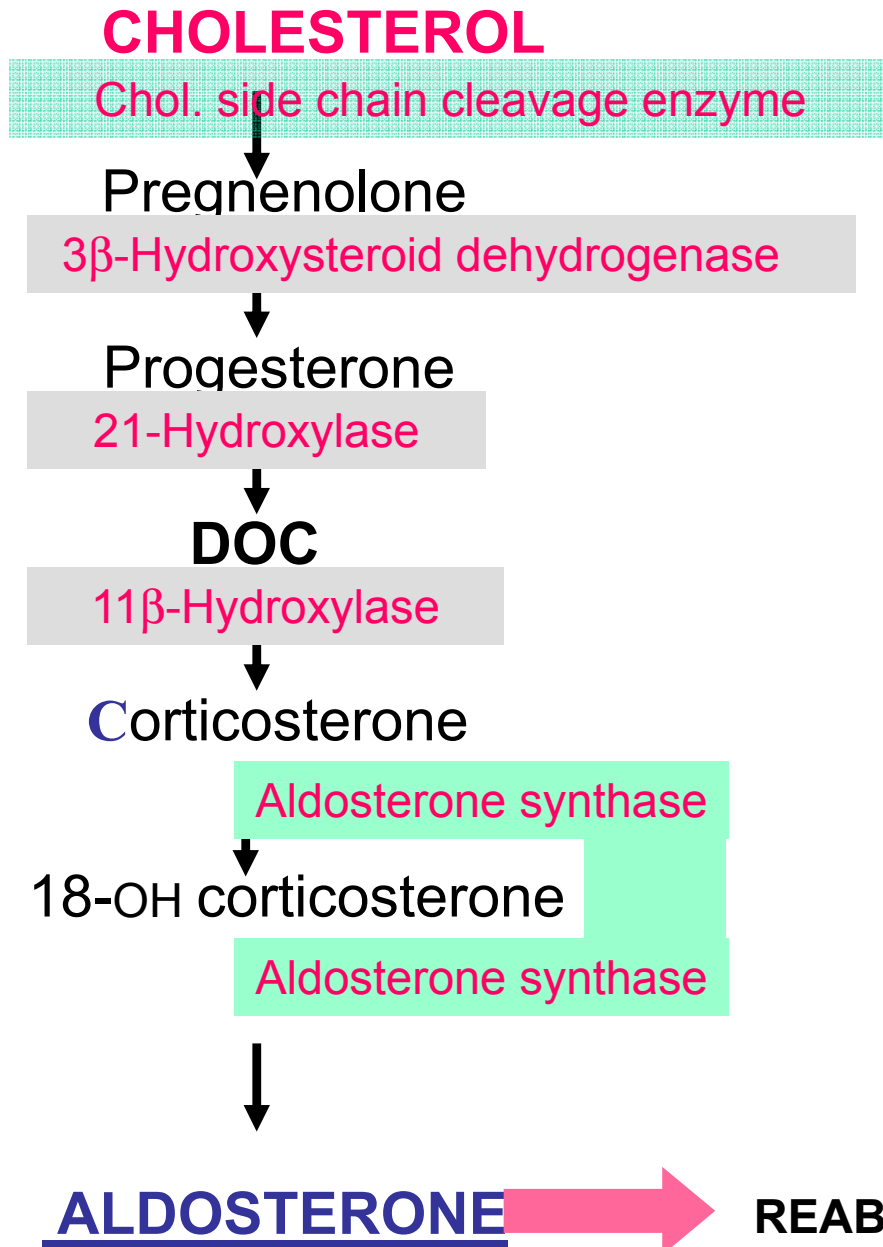 CHOLESTEROL
Chol. side chain cleavage enzyme
Pregnenolone
3β-Hydroxysteroid dehydrogenase
Progesterone
21-Hydroxylase
DOC
11β-Hydroxylase
Corticosterone
Aldosterone synthase
18-OH corticosterone
Aldosterone synthase
ALDOSTERONE REAB